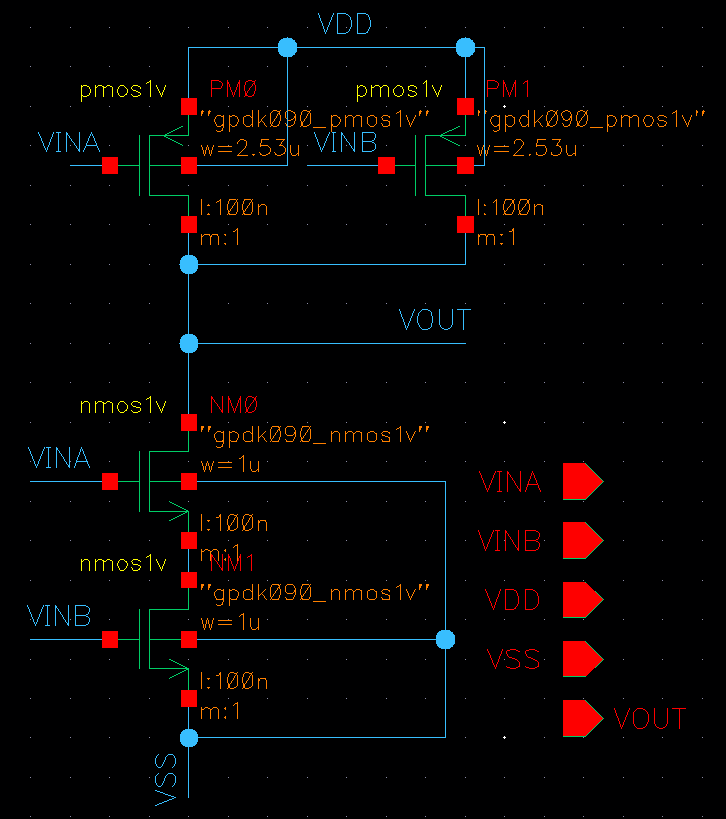 VDD
pmos1v PM0
"gpdk090_pmos1v"
VINA w=2.53u
l:100n
m:1
pmos1v PM1
"gpdk090_pmos1v"
VINB w=2.53u
l:100n
m:1
VOUT
nmos1v NM0
"gpdk090_nmos1v"
VINA w=1u
l:100n
m:1
nmos1v NM1
"gpdk090_nmos1v"
VINB w=1u
l:100n
m:1
VSS
VINA
VINB
VDD
VSS
VOUT